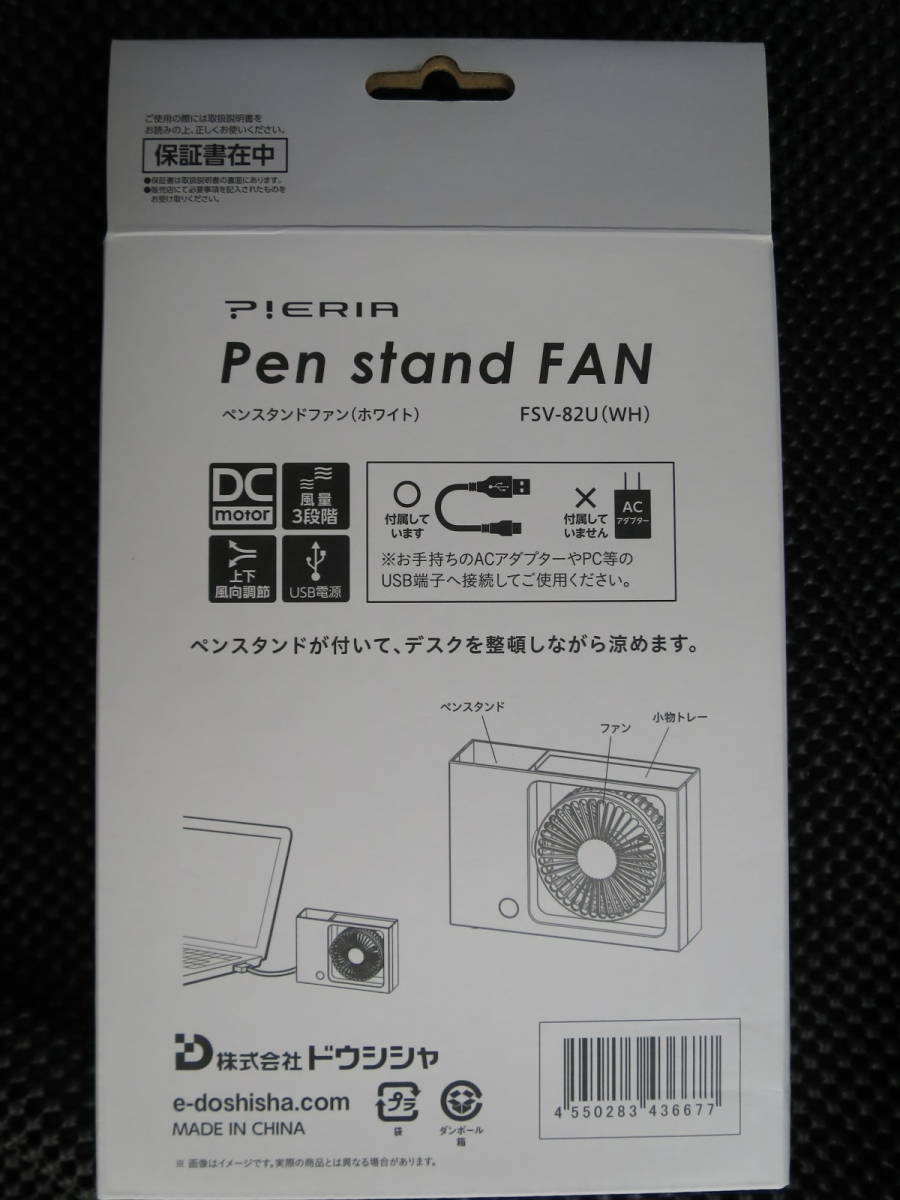 ご使用の際には取扱説明書を
お読みの上、正しくお使いください。
保証書在中
●保証書は取扱説明書の裏面にあります。
●販売店にて必要事項を記入されたものを
お受け取りください。
P!ERIA
Pen stand FAN
ペンスタンドファン(ホワイト)
FSV-82U(WH)
DC
motor
風量
3段階
上下
風向調節
USB電源
付属して
います
付属して
いません
AC
アダプター
※お手持ちのACアダプターやPC等の
USB端子へ接続してご使用ください。
ペンスタンドが付いて、デスクを整頓しながら涼めます。
ペンスタンド
ファン
小物トレー
株式会社ドウシシャ
e-doshisha.com
MADE IN CHINA
プラ
袋
ダンボール
箱
4 550283 436677
※ 画像はイメージです。実際の商品とは異なる場合があります。